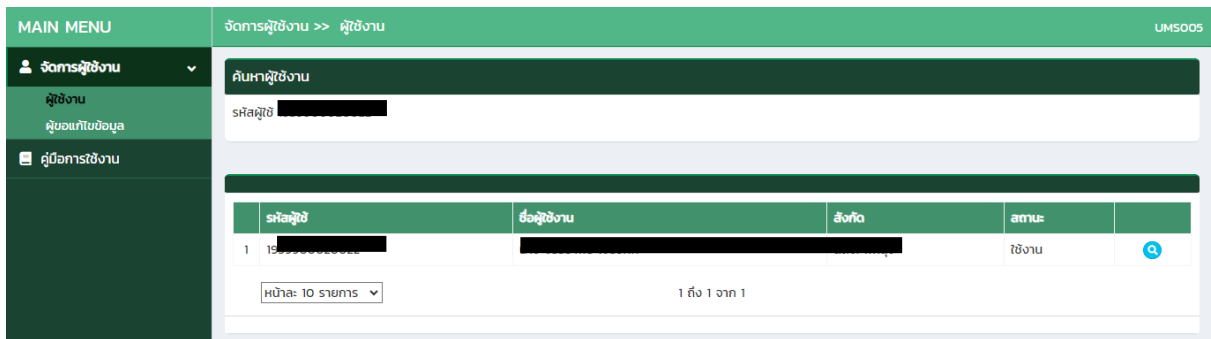 MAIN MENU
จัดการผู้ใช้งาน >> ผู้ใช้งาน
UMS005
จัดการผู้ใช้งาน
ผู้ใช้งาน
ผู้ขอแก้ไขข้อมูล
คู่มือการใช้งาน
ค้นหาผู้ใช้งาน
รหัสผู้ใช้
รหัสผู้ใช้ ชื่อผู้ใช้งาน สังกัด สถานะ
1 ใช้งาน
หน้าละ 10 รายการ 1 ถึง 1 จาก 1